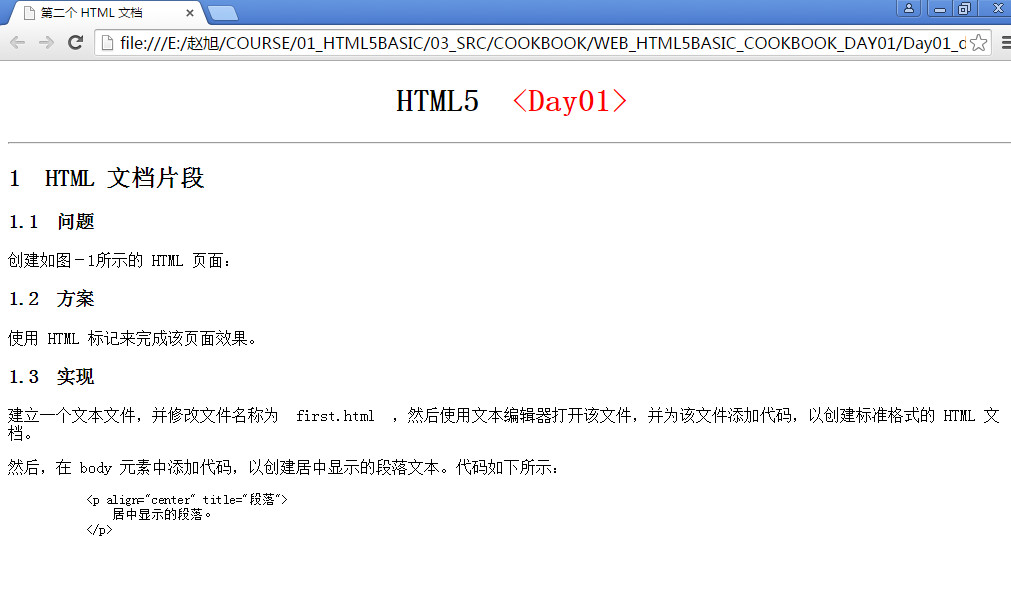 第二个 HTML 文档
file:///E:/赵旭/COURSE/01_HTML5BASIC/03_SRC/COOKBOOK/WEB_HTML5BASIC_COOKBOOK_DAY01/Day01_d
HTML5 <Day01>
1 HTML 文档片段
1.1 问题
创建如图－1所示的 HTML 页面：
1.2 方案
使用 HTML 标记来完成该页面效果。
1.3 实现
建立一个文本文件，并修改文件名称为 first.html ，然后使用文本编辑器打开该文件，并为该文件添加代码，以创建标准格式的 HTML 文
档。
然后，在 body 元素中添加代码，以创建居中显示的段落文本。代码如下所示：
<p align="center" title="段落">
居中显示的段落。
</p>